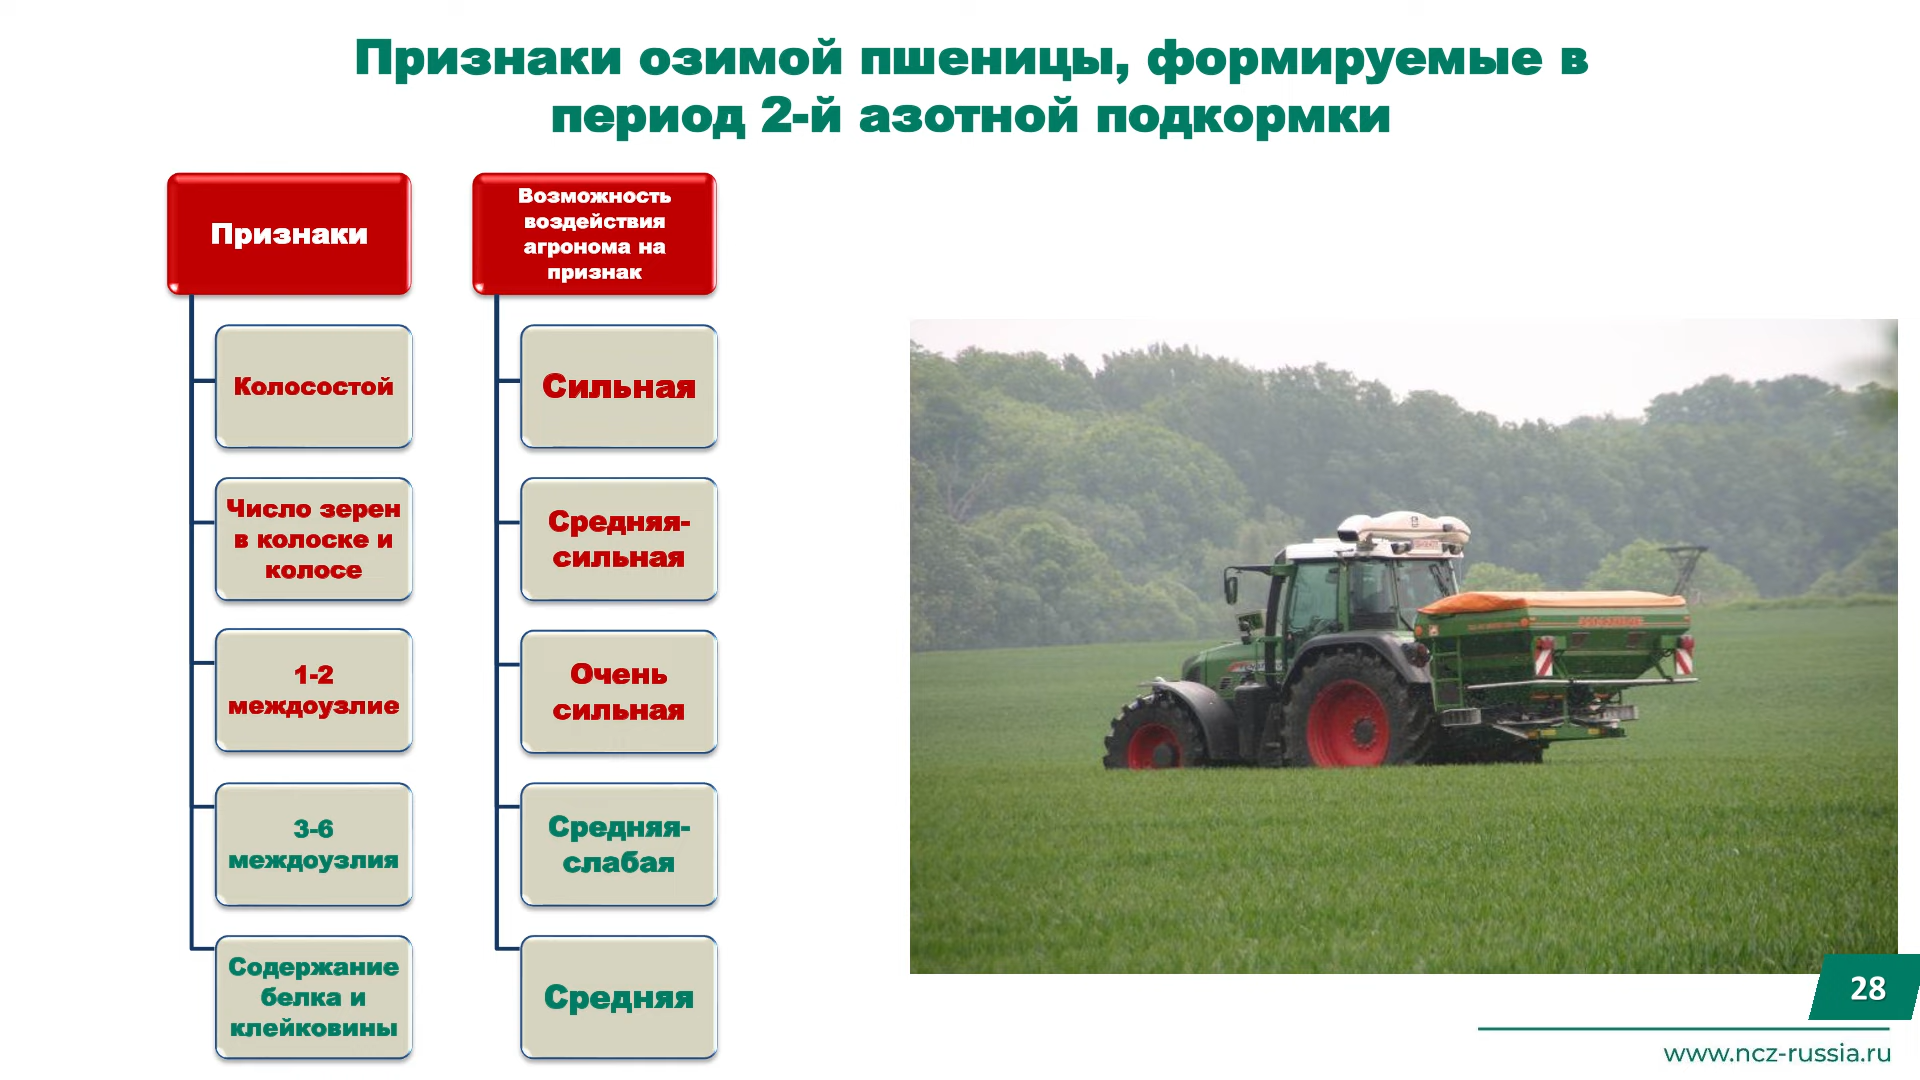 Признаки озимой пшеницы, формируемые в
период 2-й азотной подкормки
Признаки
Колосостой
Число зерен
в колоске и
колосе
1-2
междоузлие
3-6
междоузлия
Содержание
белка и
клейковины
Возможность
воздействия
агронома на
признак
Сильная
Средняя-
сильная
Очень
сильная
Средняя-
слабая
Средняя
28
www.ncz-russia.ru